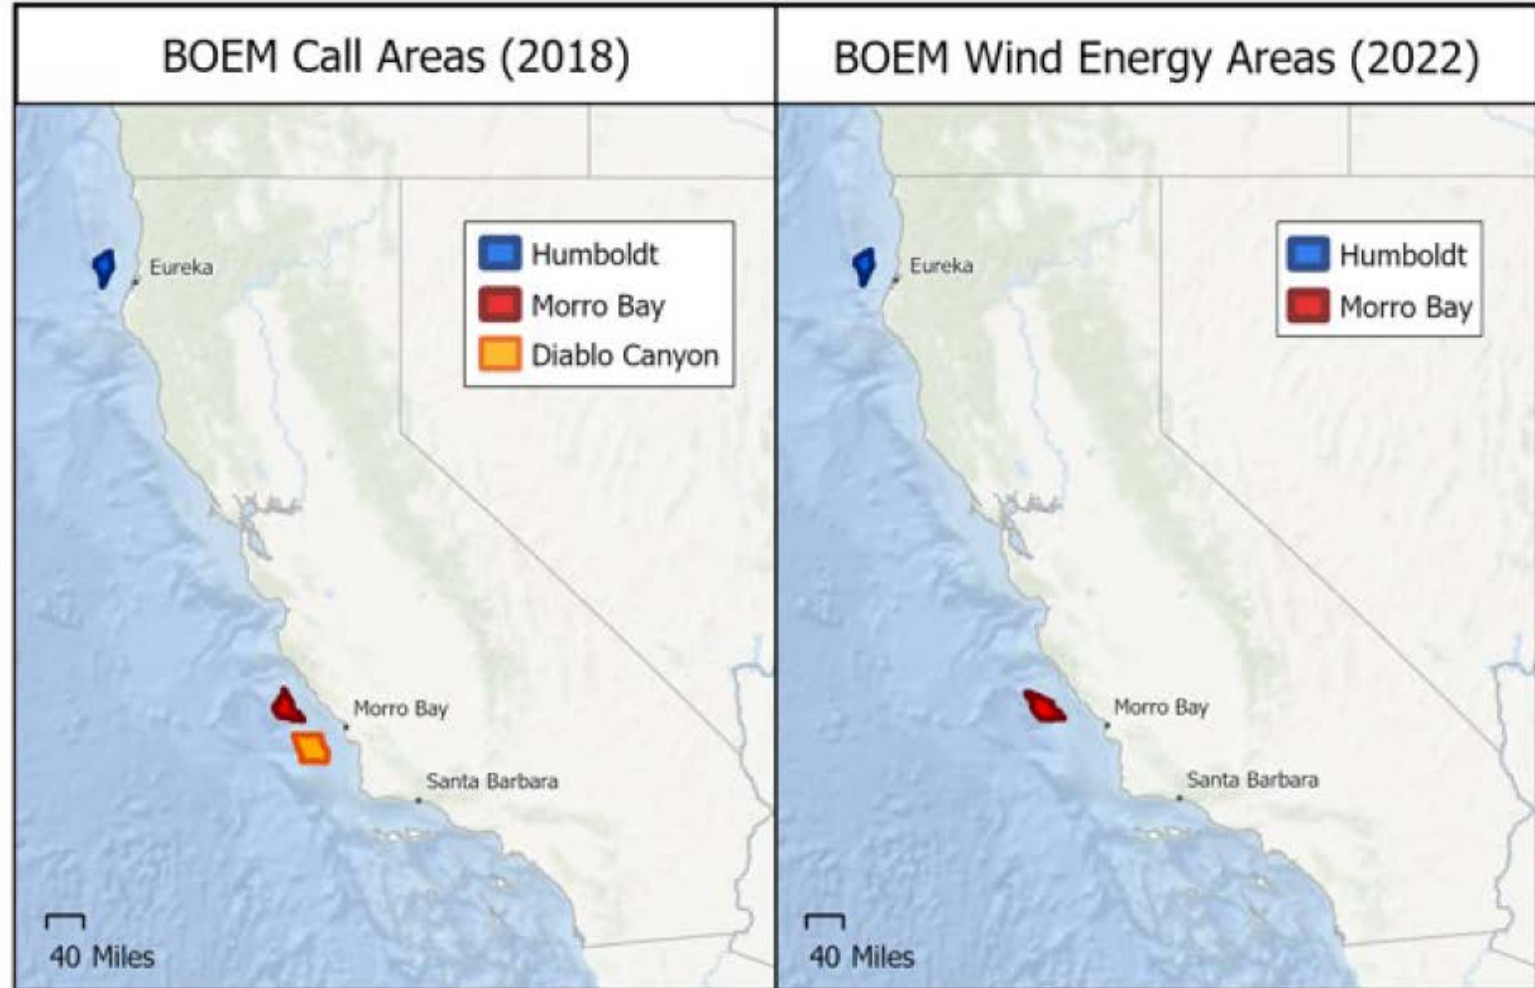 BOEM Call Areas (2018)
Eureka
Humboldt
Morro Bay
Diablo Canyon
Morro Bay
Santa Barbara
40 Miles
BOEM Wind Energy Areas (2022)
Eureka
Humboldt
Morro Bay
Morro Bay
Santa Barbara
40 Miles